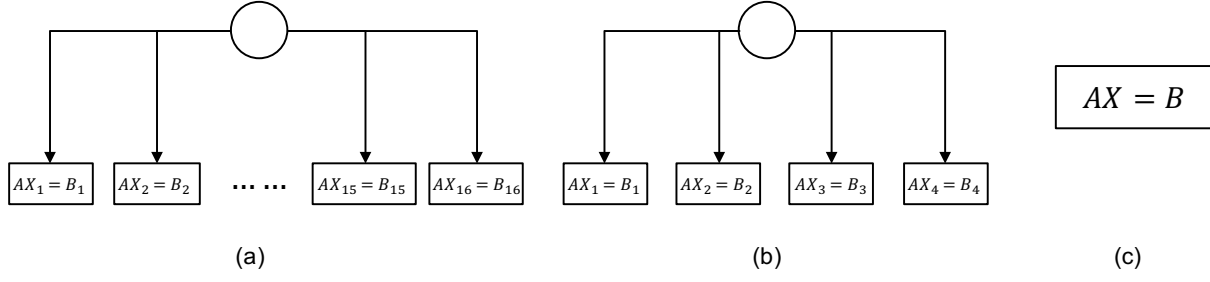 AX₁ = B₁ AX₂ = B₂ ... ... AX₁₅ = B₁₅ AX₁₆ = B₁₆
(a)
AX₁ = B₁ AX₂ = B₂ AX₃ = B₃ AX₄ = B₄
(b)
AX = B
(c)